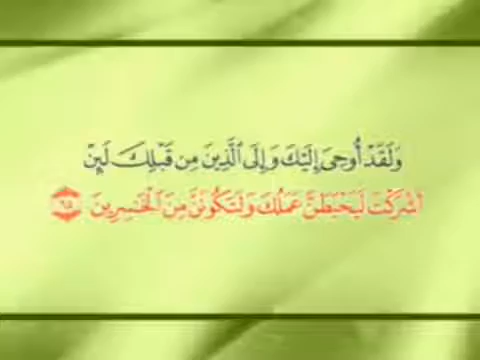 وَلَقَدْ أُوحِيَ إِلَيْكَ وَإِلَى الَّذِينَ مِن قَبْلِكَ لَئِنْ
أَشْرَكْتَ لَيَحْبَطَنَّ عَمَلُكَ وَلَتَكُونَنَّ مِنَ الْخَاسِرِينَ ٦٥